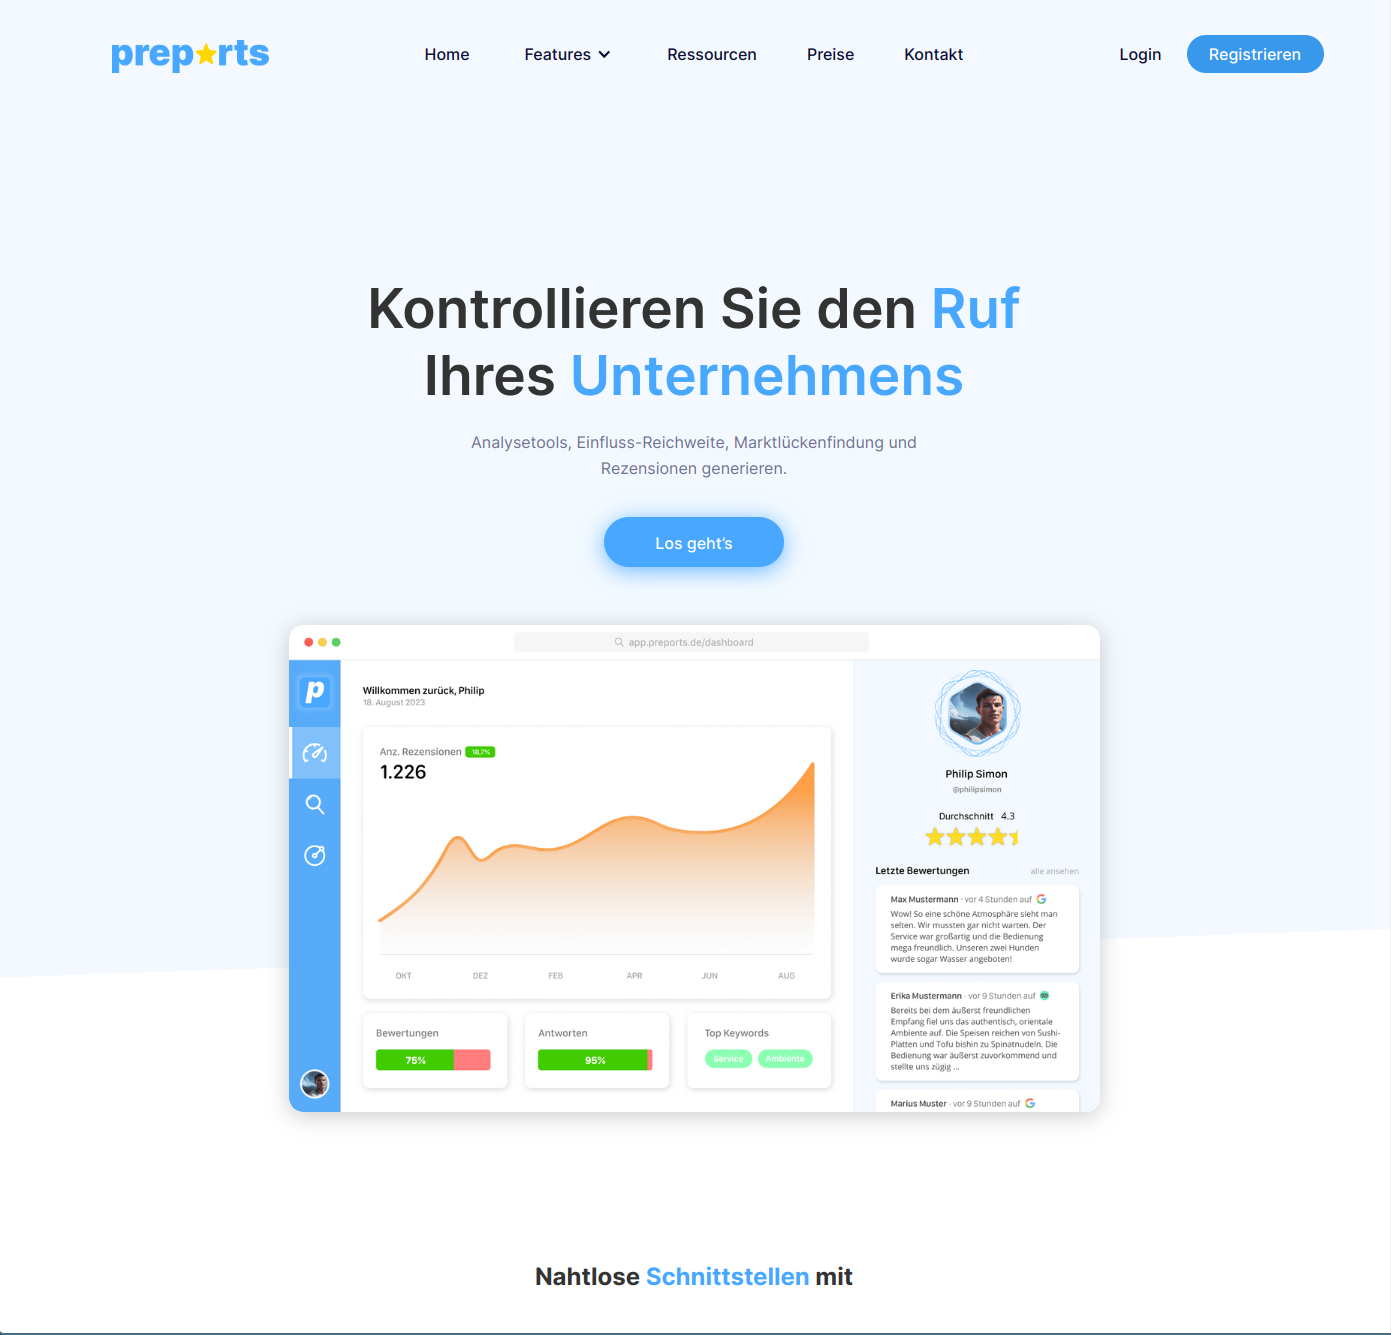 prep★rts
Home
Features
Ressourcen
Preise
Kontakt
Login
Registrieren
Kontrollieren Sie den Ruf
Ihres Unternehmens
Analysetools, Einfluss-Reichweite, Marktlückenfindung und
Rezensionen generieren.
Los geht's
app.preports.de/dashboard
p
Willkommen zurück, Philip
18. August 2023
Anz. Rezensionen 18,7%
1.226
OKT DEZ FEB APR JUN AUG
Bewertungen
75%
Antworten
95%
Top Keywords
Service Ambiente
Philip Simon
@philipsimon
Durchschnitt 4.3
Letzte Bewertungen alle ansehen
Max Mustermann · vor 4 Stunden auf G
Wow! So eine schöne Atmosphäre sieht man
selten. Wir mussten gar nicht warten. Der
Service war großartig und die Bedienung
mega freundlich. Unseren zwei Hunden
wurde sogar Wasser angeboten!
Erika Mustermann · vor 9 Stunden auf
Bereits bei dem äußerst freundlichen
Empfang fiel uns das authentisch, orientale
Ambiente auf. Die Speisen reichen von Sushi-
Platten und Tofu bishin zu Spinatnudeln. Die
Bedienung war äußerst zuvorkommend und
stellte uns zügig ...
Marius Muster · vor 9 Stunden auf G
Nahtlose Schnittstellen mit